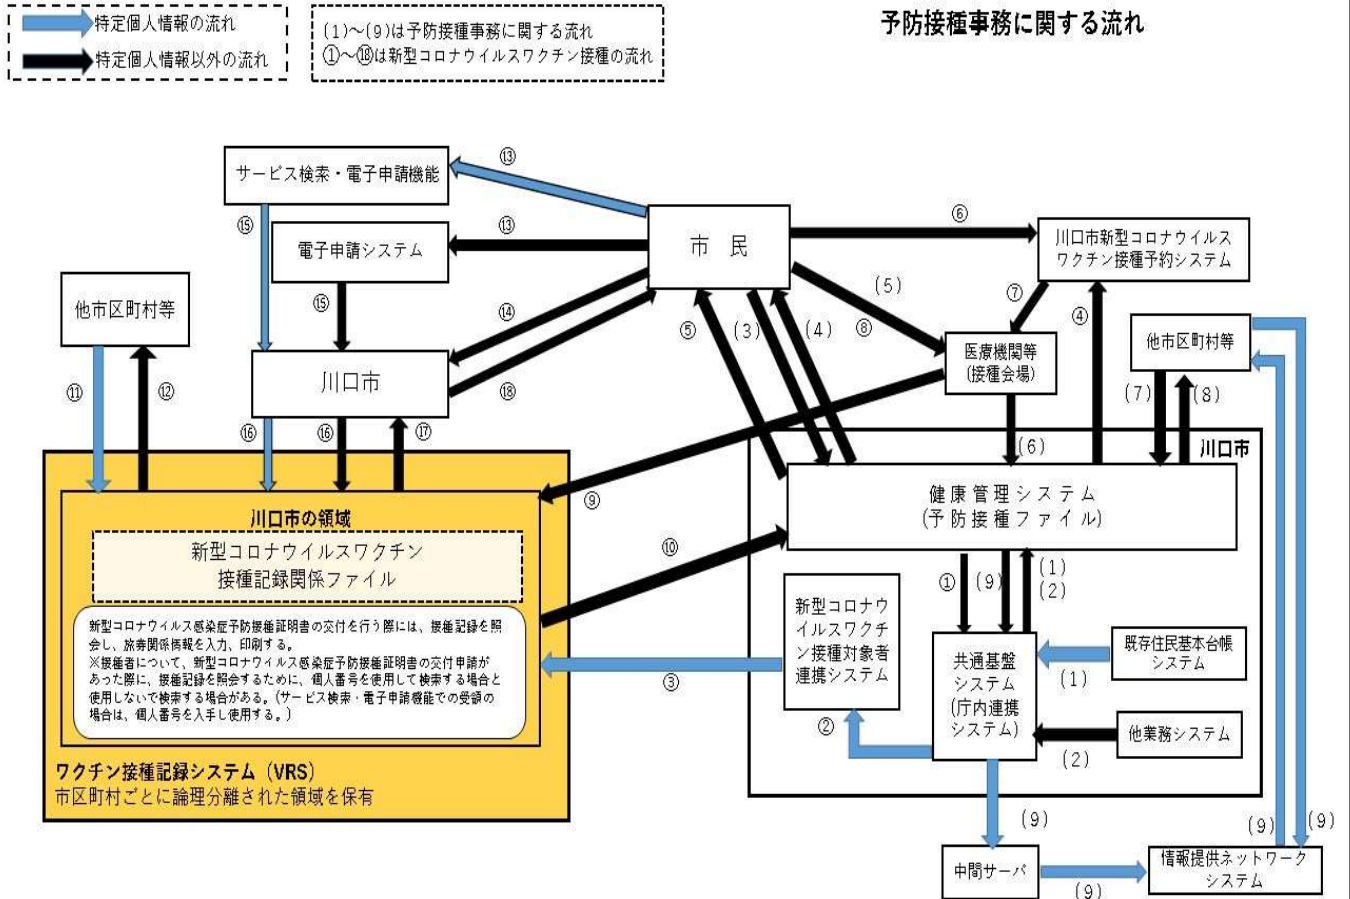 特定個人情報の流れ
特定個人情報以外の流れ
(1)～(9)は予防接種事務に関する流れ
①～⑱は新型コロナウイルスワクチン接種の流れ
予防接種事務に関する流れ
サービス検索・電子申請機能
⑬
⑮
電子申請システム
⑬
⑮
市　民
⑥
川口市新型コロナウイルス
ワクチン接種予約システム
他市区町村等
⑪
⑫
川口市
⑭
⑱
⑯
⑯
⑰
⑤
(3)
(4)
(5)
⑧
⑦
④
医療機関等
(接種会場)
他市区町村等
(7)
(8)
(6)
⑨
⑩
川口市
健康管理システム
(予防接種ファイル)
①
(9)
(1)
(2)
川口市の領域
新型コロナウイルスワクチン
接種記録関係ファイル
新型コロナウイルス感染症予防接種証明書の交付を行う際には、接種記録を照
会し、旅券関係情報を入力、印刷する。
※接種者について、新型コロナウイルス感染症予防接種証明書の交付申請が
あった際に、接種記録を照会するために、個人番号を使用して検索する場合と
使用しないで検索する場合がある。(サービス検索・電子申請機能での受領の
場合は、個人番号を入手し使用する。)
ワクチン接種記録システム（VRS）
市区町村ごとに論理分離された領域を保有
③
新型コロナウ
イルスワクチ
ン接種対象者
連携システム
②
共通基盤
システム
(庁内連携
システム)
既存住民基本台帳
システム
(1)
他業務システム
(2)
(9)
中間サーバ
(9)
情報提供ネットワーク
システム
(9)
(9)